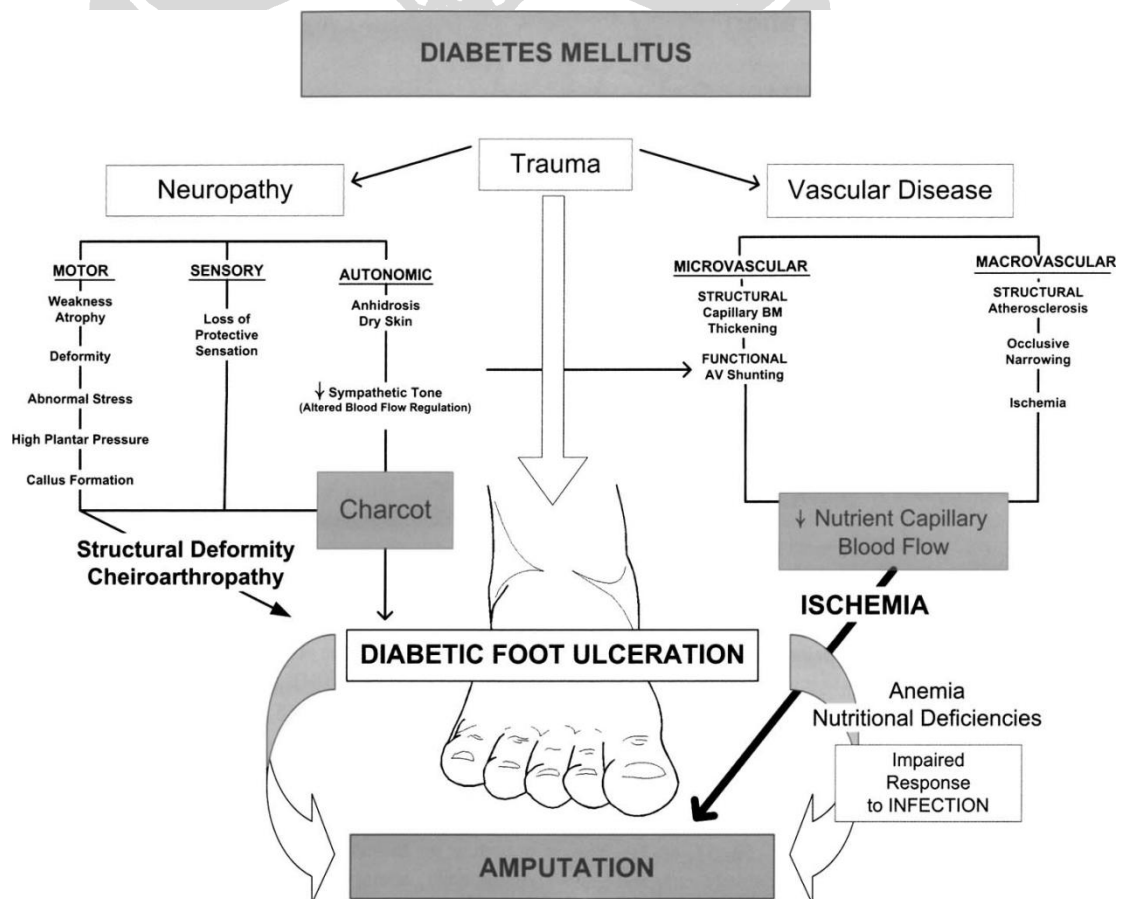 DIABETES MELLITUS
Trauma
Neuropathy
Vascular Disease
MOTOR
Weakness
Atrophy
Deformity
Abnormal Stress
High Plantar Pressure
Callus Formation
SENSORY
Loss of
Protective
Sensation
AUTONOMIC
Anhidrosis
Dry Skin
↓ Sympathetic Tone
(Altered Blood Flow Regulation)
MICROVASCULAR
STRUCTURAL
Capillary BM
Thickening
FUNCTIONAL
AV Shunting
MACROVASCULAR
STRUCTURAL
Atherosclerosis
Occlusive
Narrowing
Ischemia
Charcot
↓ Nutrient Capillary
Blood Flow
Structural Deformity
Cheiroarthropathy
ISCHEMIA
DIABETIC FOOT ULCERATION
Anemia
Nutritional Deficiencies
Impaired
Response
to INFECTION
AMPUTATION